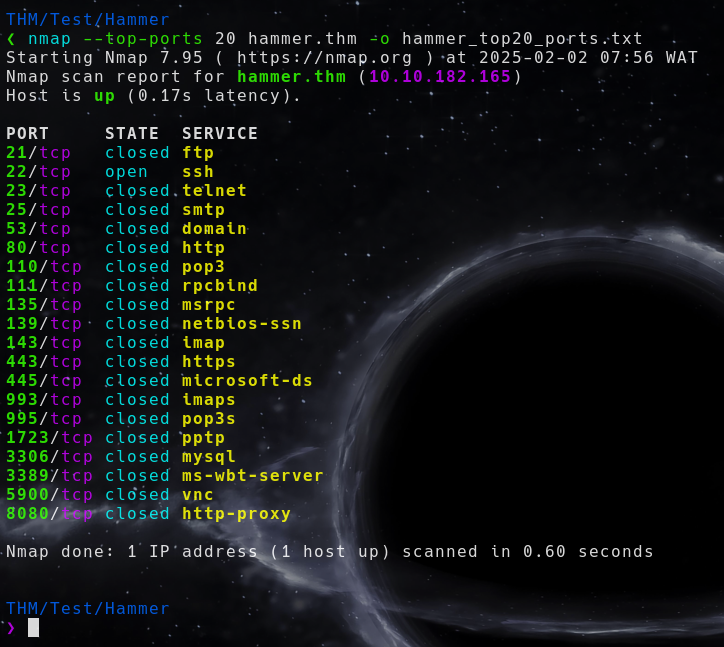 THM/Test/Hammer
❮ nmap --top-ports 20 hammer.thm -o hammer_top20_ports.txt
Starting Nmap 7.95 ( https://nmap.org ) at 2025-02-02 07:56 WAT
Nmap scan report for hammer.thm (10.10.182.165)
Host is up (0.17s latency).
PORT     STATE  SERVICE
21/tcp   closed ftp
22/tcp   open   ssh
23/tcp   closed telnet
25/tcp   closed smtp
53/tcp   closed domain
80/tcp   closed http
110/tcp  closed pop3
111/tcp  closed rpcbind
135/tcp  closed msrpc
139/tcp  closed netbios-ssn
143/tcp  closed imap
443/tcp  closed https
445/tcp  closed microsoft-ds
993/tcp  closed imaps
995/tcp  closed pop3s
1723/tcp closed pptp
3306/tcp closed mysql
3389/tcp closed ms-wbt-server
5900/tcp closed vnc
8080/tcp closed http-proxy
Nmap done: 1 IP address (1 host up) scanned in 0.60 seconds
THM/Test/Hammer
❯